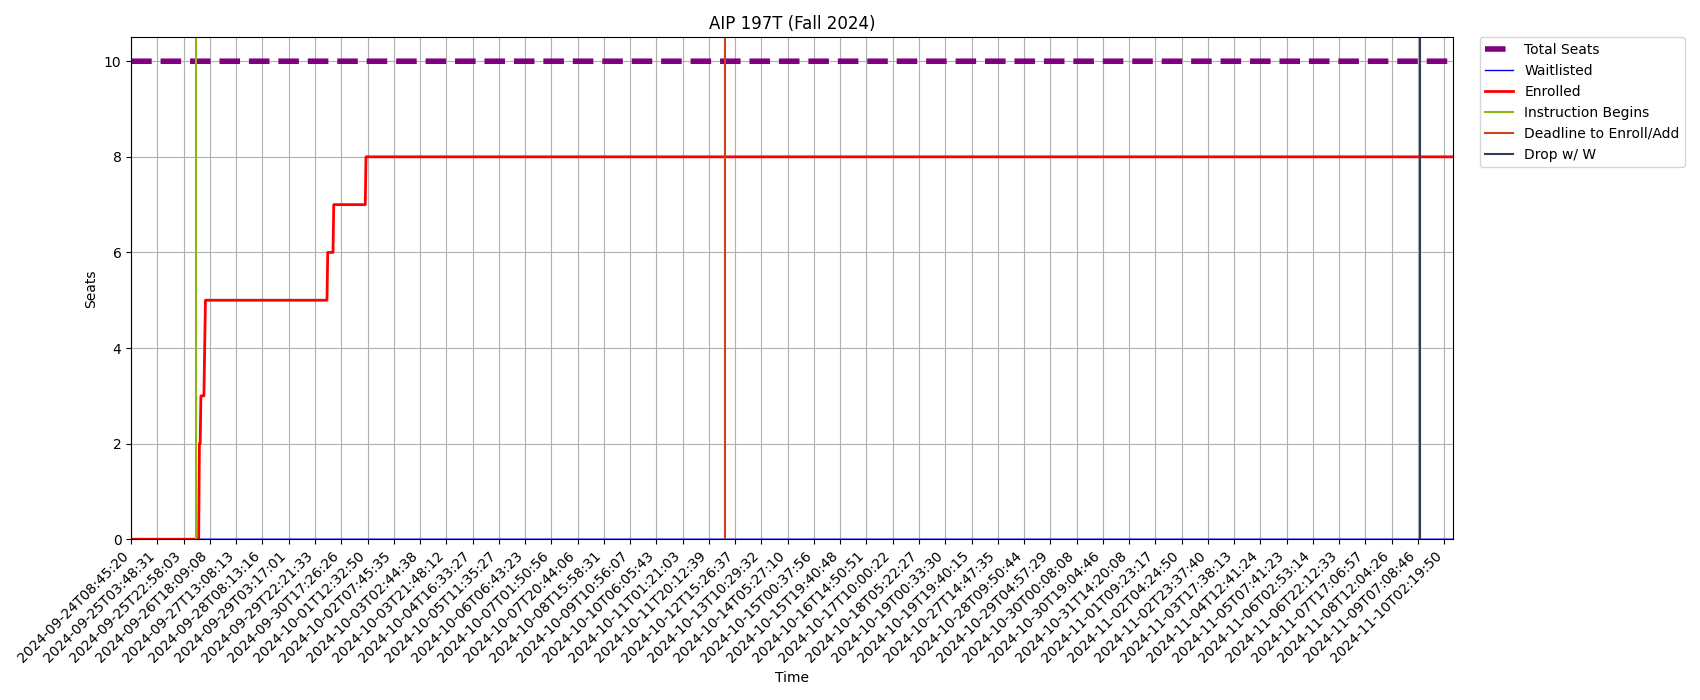 AIP 197T (Fall 2024)
Total Seats
Waitlisted
Enrolled
Instruction Begins
Deadline to Enroll/Add
Drop w/ W
10
8
6
4
2
0
Seats
2024-09-24T08:45:20
2024-09-25T03:48:31
2024-09-25T22:58:03
2024-09-26T18:09:08
2024-09-27T13:08:13
2024-09-28T08:13:16
2024-09-29T03:17:01
2024-09-29T22:21:33
2024-09-30T17:26:26
2024-10-01T12:32:50
2024-10-02T07:45:35
2024-10-03T02:44:38
2024-10-03T21:48:12
2024-10-04T16:33:27
2024-10-05T11:35:27
2024-10-06T06:43:23
2024-10-07T01:50:56
2024-10-07T20:44:06
2024-10-08T15:58:31
2024-10-09T10:56:07
2024-10-10T06:05:43
2024-10-11T01:21:03
2024-10-11T20:12:39
2024-10-12T15:26:37
2024-10-13T10:29:32
2024-10-14T05:27:10
2024-10-15T00:37:56
2024-10-15T19:40:48
2024-10-16T14:50:51
2024-10-17T10:00:22
2024-10-18T05:22:27
2024-10-19T00:33:30
2024-10-19T19:40:15
2024-10-27T14:47:35
2024-10-28T09:50:44
2024-10-29T04:57:29
2024-10-30T00:08:08
2024-10-30T19:04:46
2024-10-31T14:20:08
2024-11-01T09:23:17
2024-11-02T04:24:50
2024-11-02T23:37:40
2024-11-03T17:38:13
2024-11-04T12:41:24
2024-11-05T07:41:23
2024-11-06T02:53:14
2024-11-06T22:12:33
2024-11-07T17:06:57
2024-11-08T12:04:26
2024-11-09T07:08:46
2024-11-10T02:19:50
Time